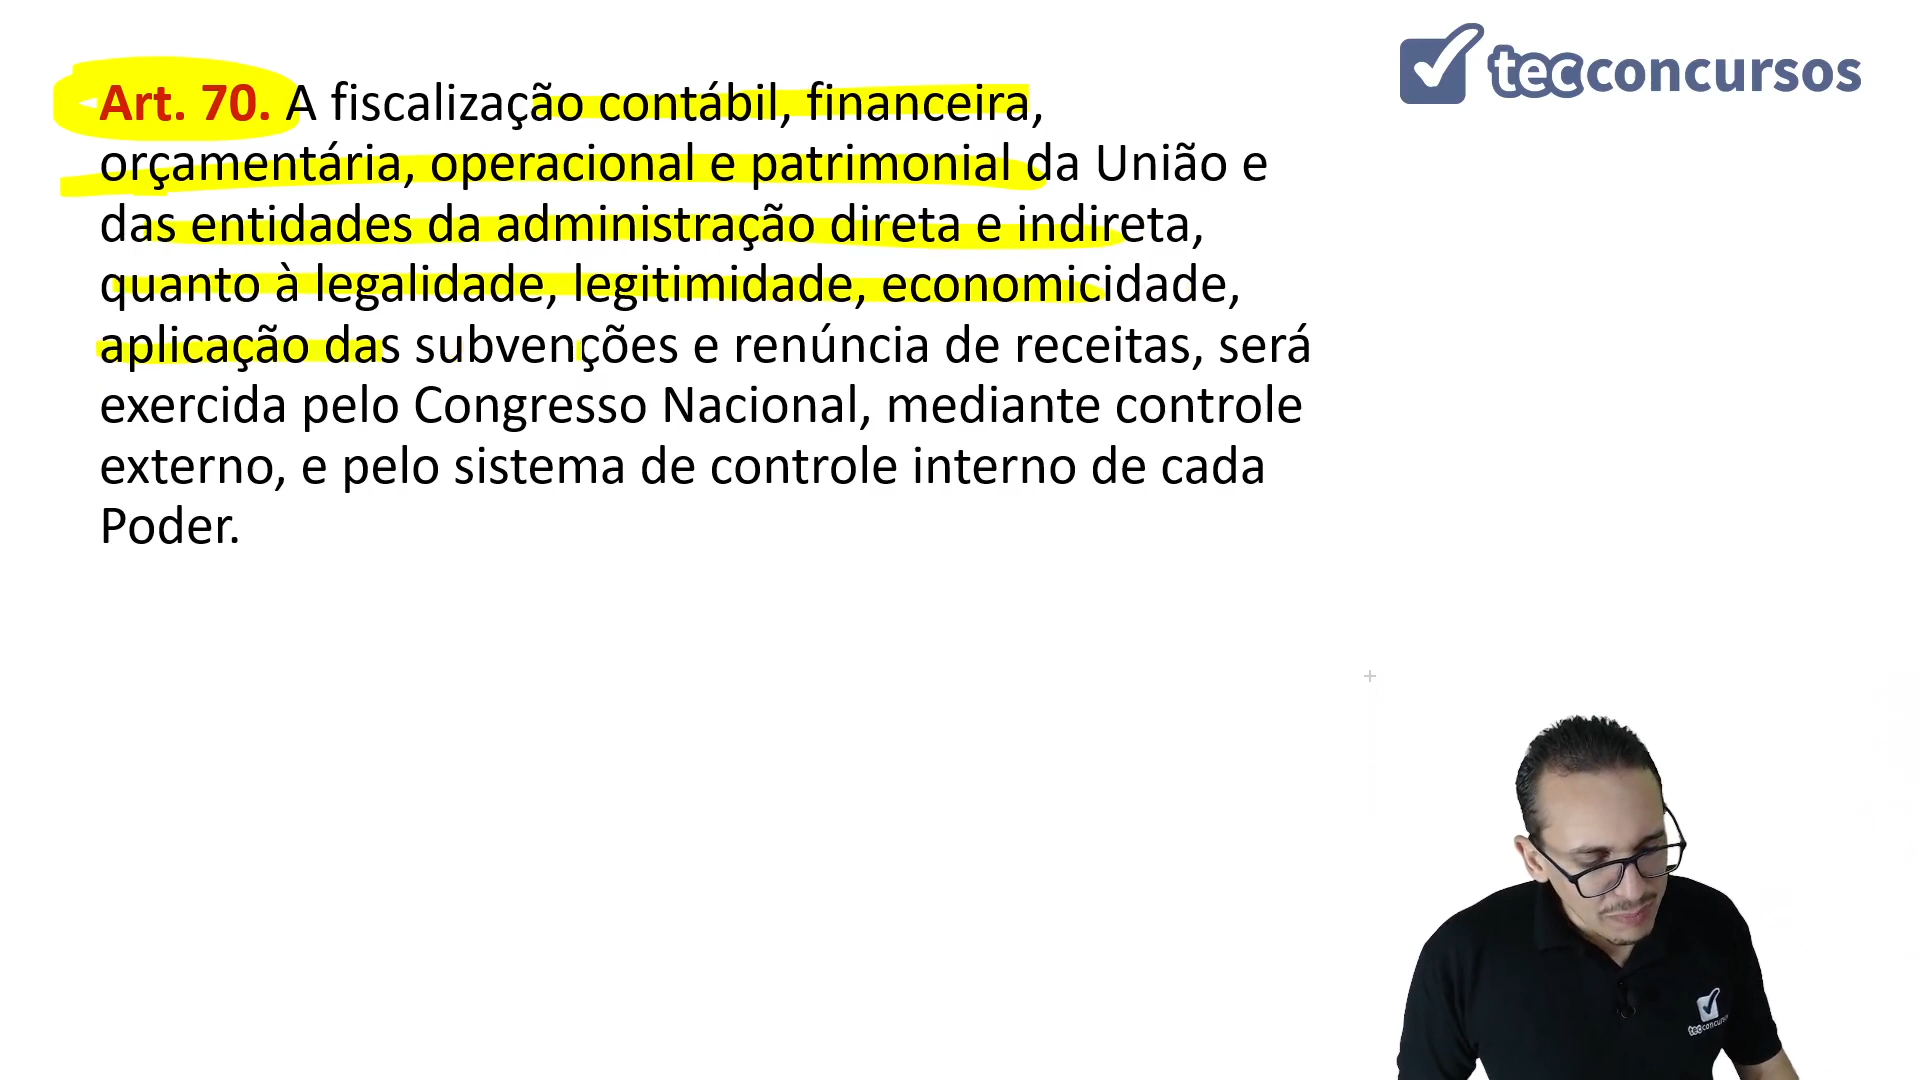 tecconcursos
Art. 70. A fiscalização contábil, financeira,
orçamentária, operacional e patrimonial da União e
das entidades da administração direta e indireta,
quanto à legalidade, legitimidade, economicidade,
aplicação das subvenções e renúncia de receitas, será
exercida pelo Congresso Nacional, mediante controle
externo, e pelo sistema de controle interno de cada
Poder.
tecconcursos